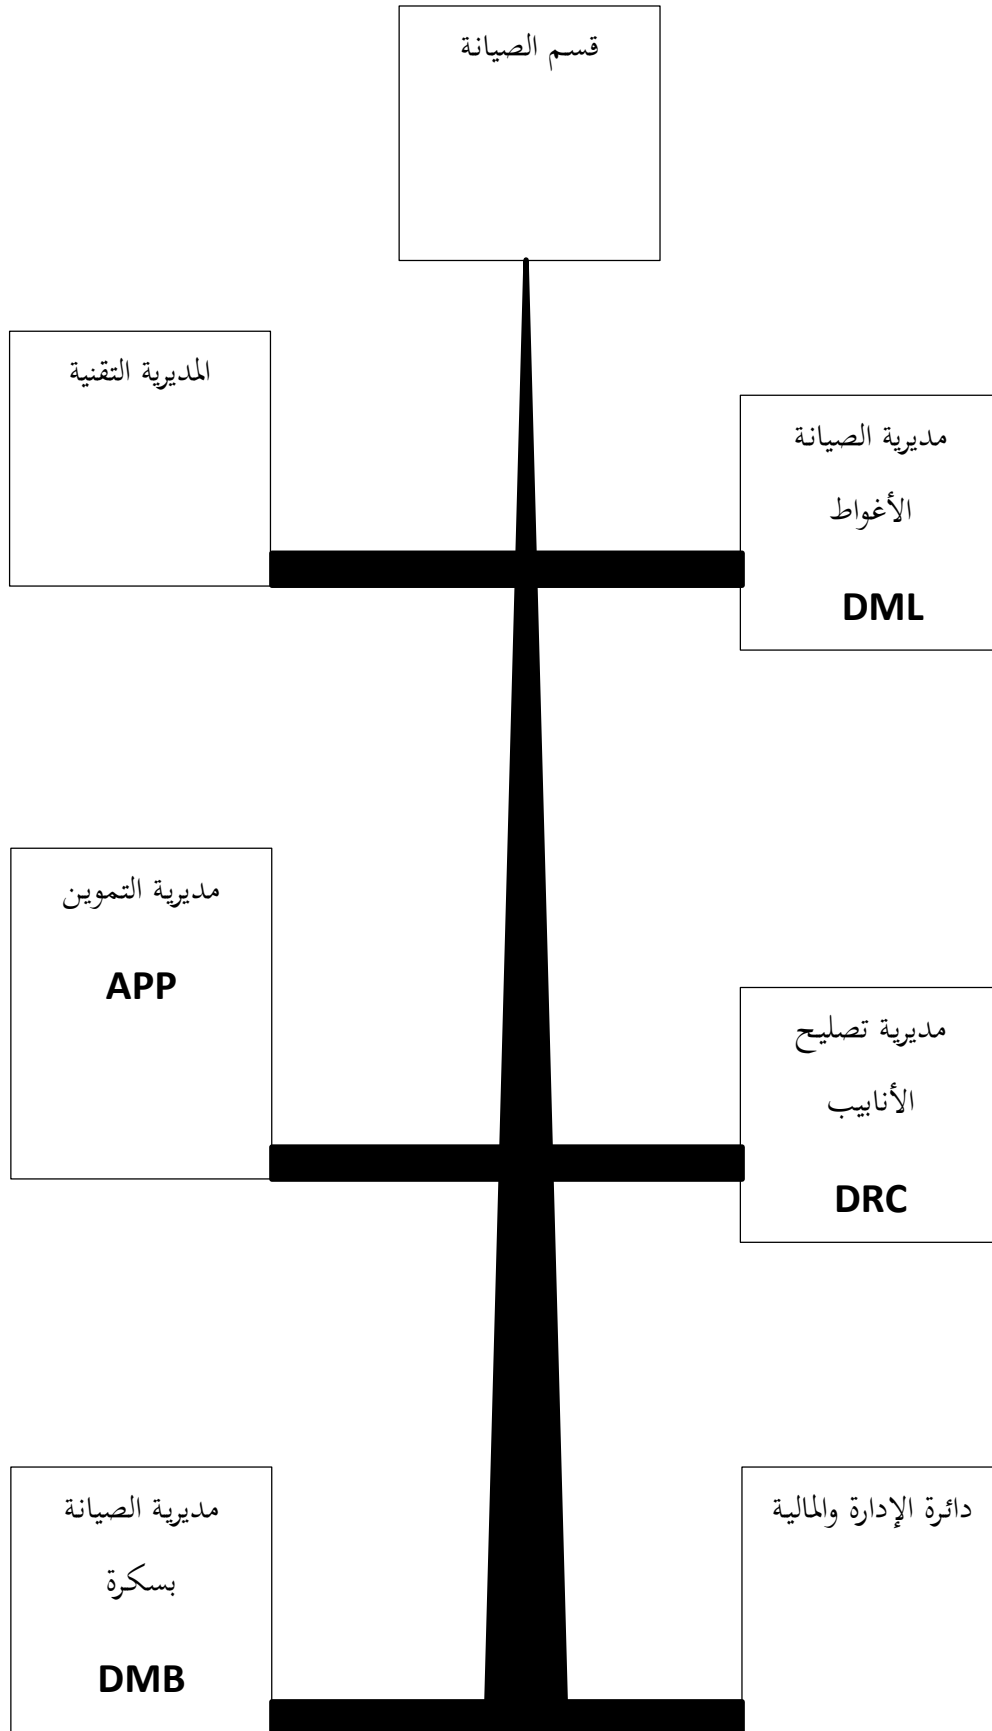 قسم الصيانة
المديرية التقنية
مديرية الصيانة
الأغواط
DML
مديرية التموين
APP
مديرية تصليح
الأنابيب
DRC
مديرية الصيانة
بسكرة
DMB
دائرة الإدارة والمالية